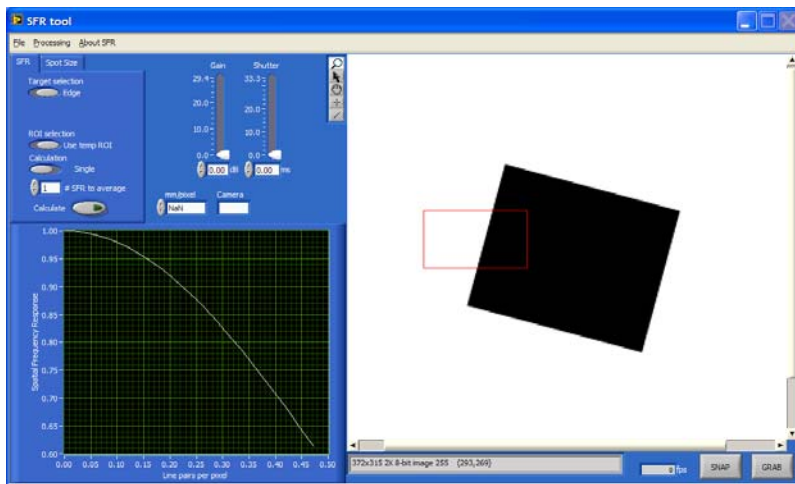 SFR tool
File Processing About SFR
SFR Spot Size
Target selection
Edge
ROI selection
Use temp ROI
Calculation
Single
1 # SFR to average
Calculate
Gain Shutter
29.4 33.3
20.0 20.0
10.0 10.0
0.0 0.0
0.00 dB 0.00 ms
mm/pixel Camera
NaN
Spatial Frequency Response
1.00
0.95
0.90
0.85
0.80
0.75
0.70
0.65
0.60
0.00 0.05 0.10 0.15 0.20 0.25 0.30 0.35 0.40 0.45 0.50
Line pairs per pixel
372x315 2X 8-bit image 255 (293,269)
0 fps SNAP GRAB